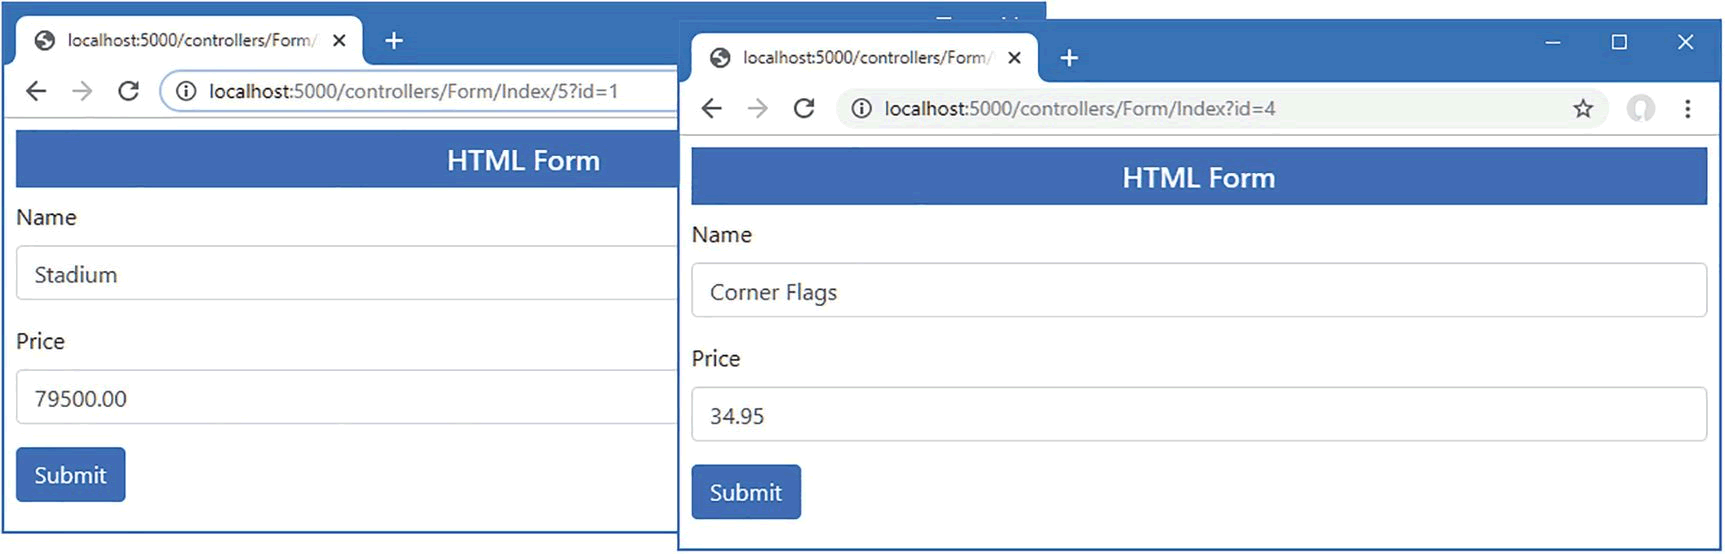 localhost:5000/controllers/Form/
localhost:5000/controllers/Form/Index/5?id=1
HTML Form
Name
Stadium
Price
79500.00
Submit
localhost:5000/controllers/Form/
localhost:5000/controllers/Form/Index?id=4
HTML Form
Name
Corner Flags
Price
34.95
Submit